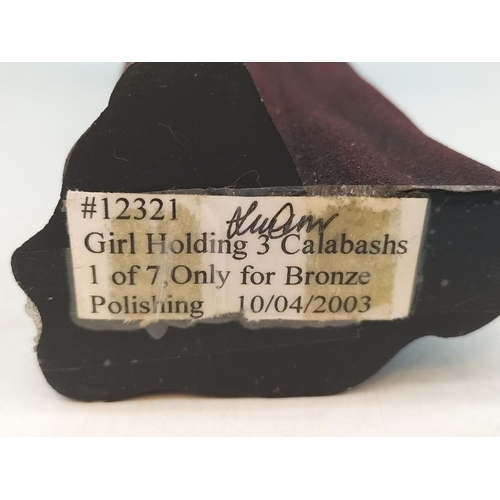 #12321
Girl Holding 3 Calabashs
1 of 7,Only for Bronze
Polishing 10/04/2003